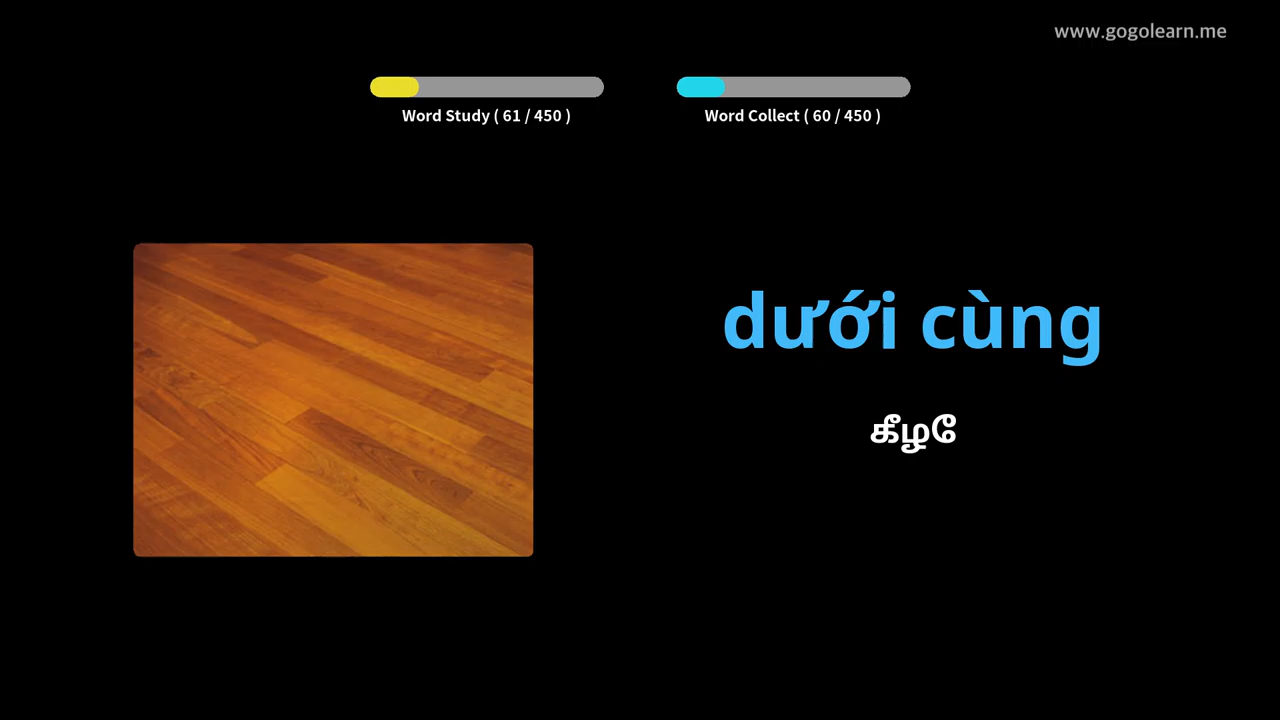 www.gogolearn.me
Word Study ( 61 / 450 )
Word Collect ( 60 / 450 )
dưới cùng
கீழே